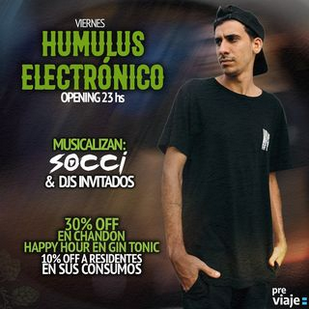 VIERNES
HUMULUS
ELECTRÓNICO
OPENING 23 hs
MUSICALIZAN:
SOCCI
& DJS INVITADOS
30% OFF
EN CHANDON
HAPPY HOUR EN GIN TONIC
10% OFF A RESIDENTES
EN SUS CONSUMOS
pre
viaje